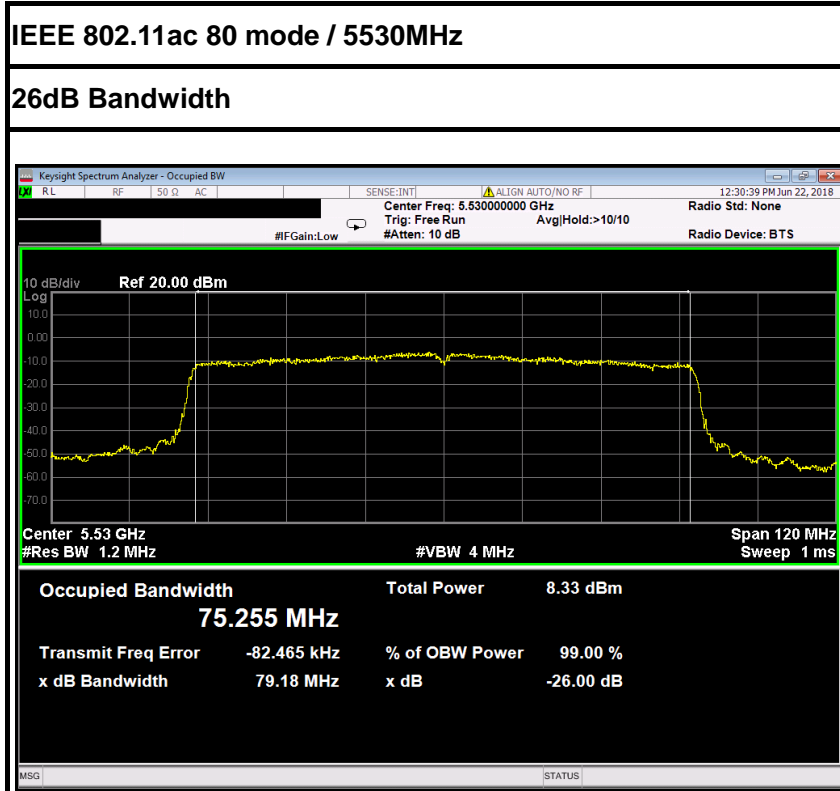 IEEE 802.11ac 80 mode / 5530MHz
26dB Bandwidth
Keysight Spectrum Analyzer - Occupied BW
LXI RL RF 50 Ω AC SENSE:INT ALIGN AUTO/NO RF 12:30:39 PM Jun 22, 2018
Center Freq: 5.530000000 GHz Radio Std: None
Trig: Free Run Avg|Hold:>10/10
#IFGain:Low #Atten: 10 dB Radio Device: BTS
10 dB/div Ref 20.00 dBm
Log
10.0
0.00
-10.0
-20.0
-30.0
-40.0
-50.0
-60.0
-70.0
Center 5.53 GHz Span 120 MHz
#Res BW 1.2 MHz #VBW 4 MHz Sweep 1 ms
Occupied Bandwidth Total Power 8.33 dBm
75.255 MHz
Transmit Freq Error -82.465 kHz % of OBW Power 99.00 %
x dB Bandwidth 79.18 MHz x dB -26.00 dB
MSG STATUS